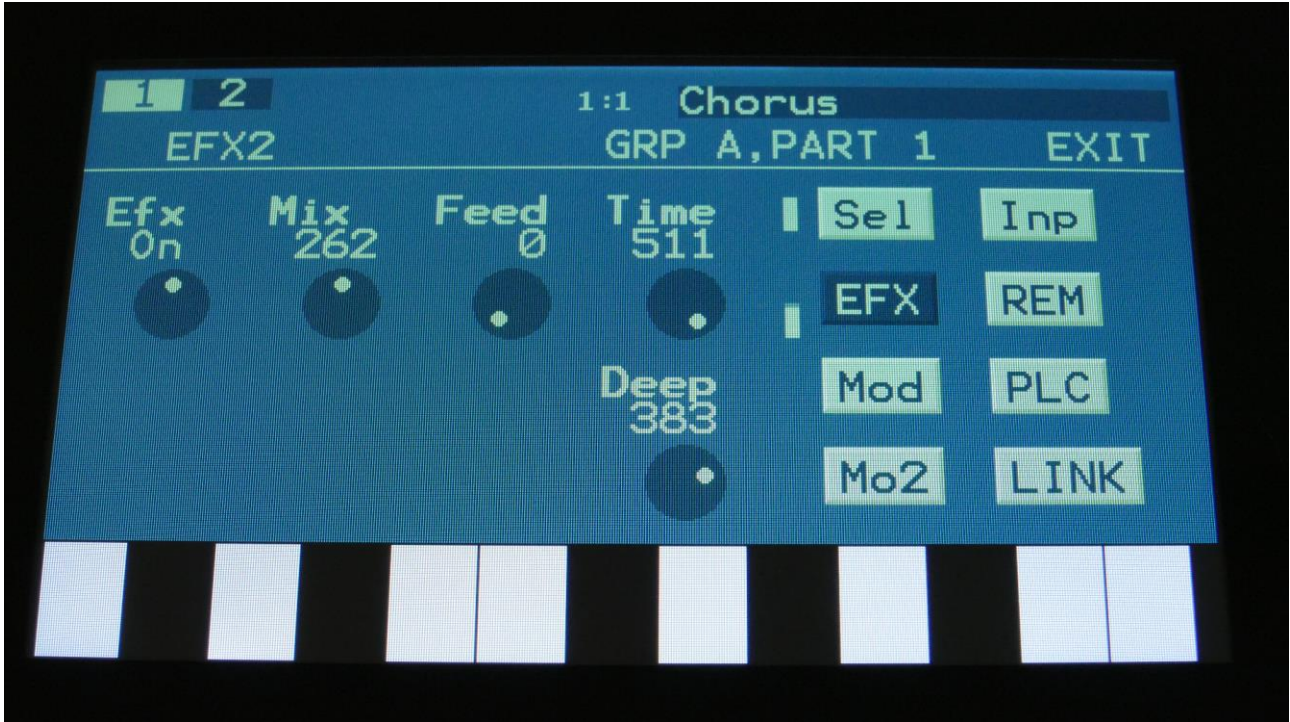 1 2 1:1 Chorus
EFX2 GRP A,PART 1 EXIT
Efx Mix Feed Time Sel Inp
On 262 0 511
EFX REM
Deep Mod PLC
383
Mo2 LINK